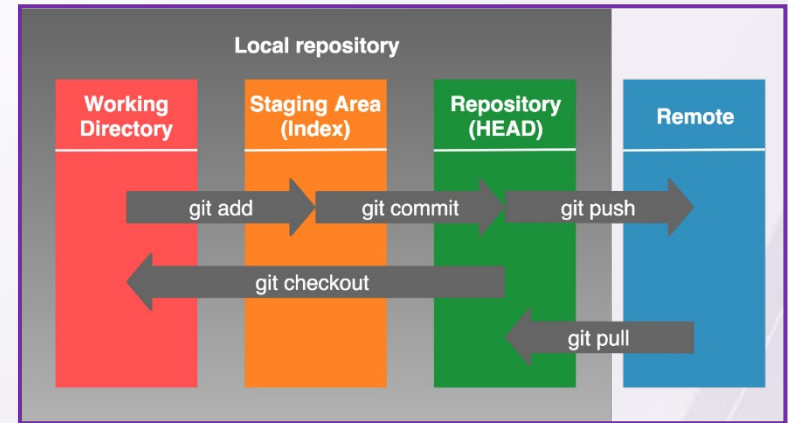 Local repository
Working
Directory
Staging Area
(Index)
Repository
(HEAD)
Remote
git add
git commit
git push
git checkout
git pull